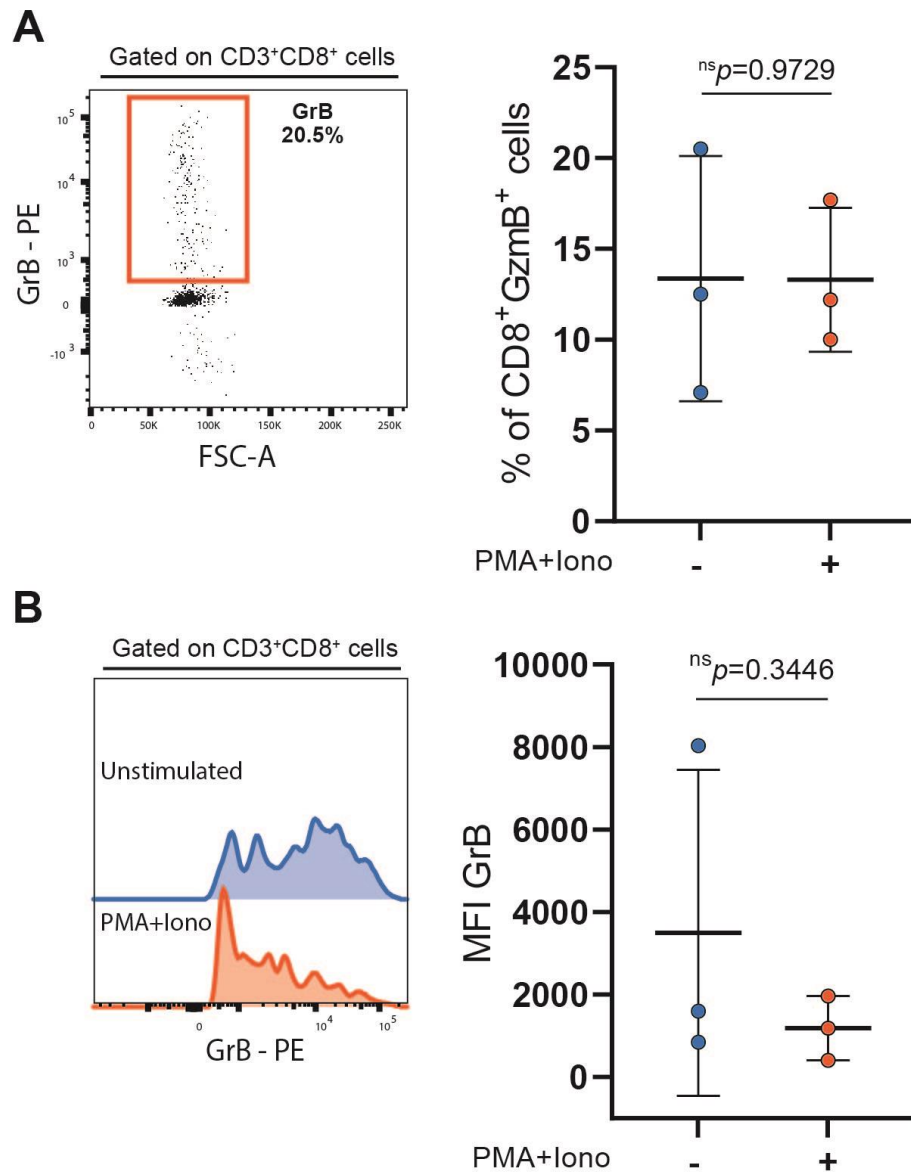 A
Gated on CD3⁺CD8⁺ cells
GrB
20.5%
10⁵
10⁴
10³
0
-10³
GrB - PE
0 50K 100K 150K 200K 250K
FSC-A
ⁿˢp=0.9729
25
20
15
10
5
0
% of CD8⁺GzmB⁺ cells
PMA+Iono - +
B
Gated on CD3⁺CD8⁺ cells
Unstimulated
PMA+Iono
0 10⁴ 10⁵
GrB - PE
ⁿˢp=0.3446
10000
8000
6000
4000
2000
0
MFI GrB
PMA+Iono - +